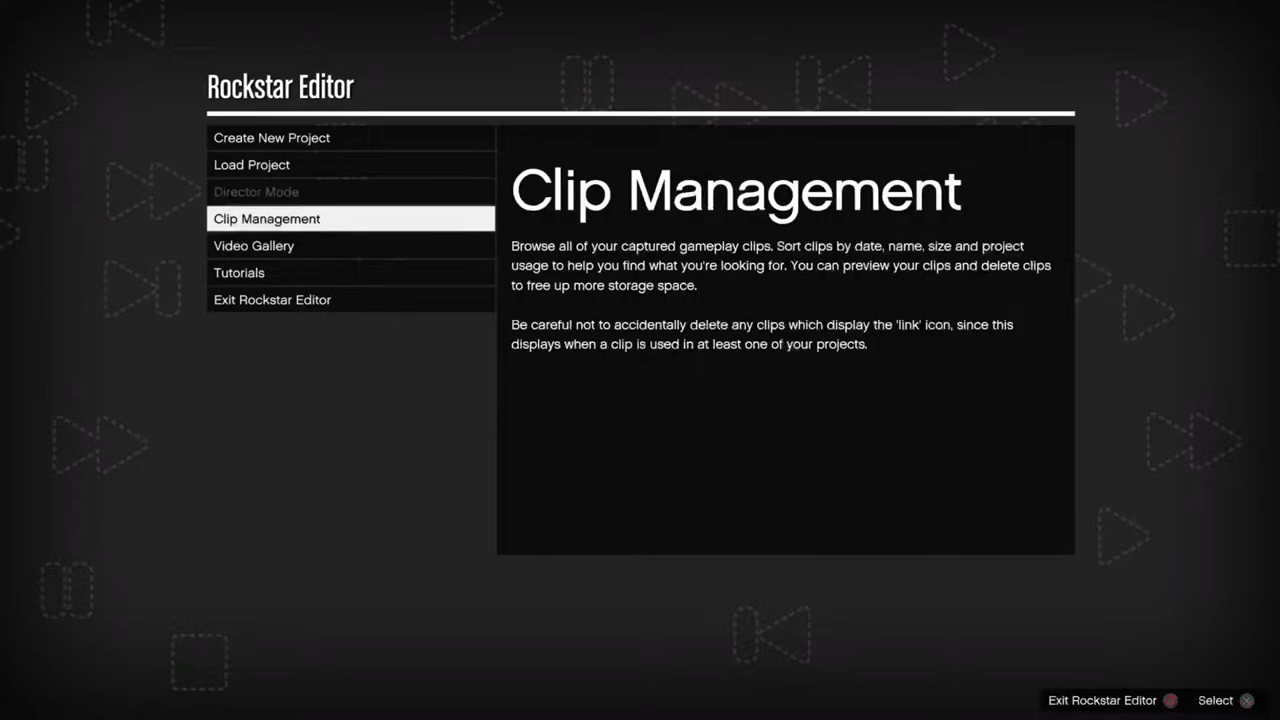 Rockstar Editor
Create New Project
Load Project
Director Mode
Clip Management
Video Gallery
Tutorials
Exit Rockstar Editor
Clip Management
Browse all of your captured gameplay clips. Sort clips by date, name, size and project
usage to help you find what you're looking for. You can preview your clips and delete clips
to free up more storage space.
Be careful not to accidentally delete any clips which display the 'link' icon, since this
displays when a clip is used in at least one of your projects.
Exit Rockstar Editor
Select